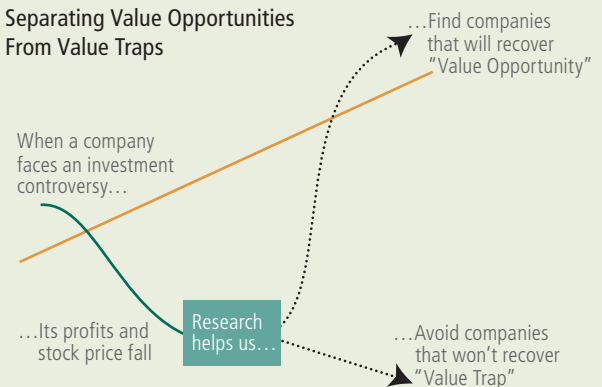 Separating Value Opportunities
From Value Traps
When a company
faces an investment
controversy…
…Its profits and
stock price fall
Research
helps us…
…Find companies
that will recover
“Value Opportunity”
…Avoid companies
that won’t recover
“Value Trap”